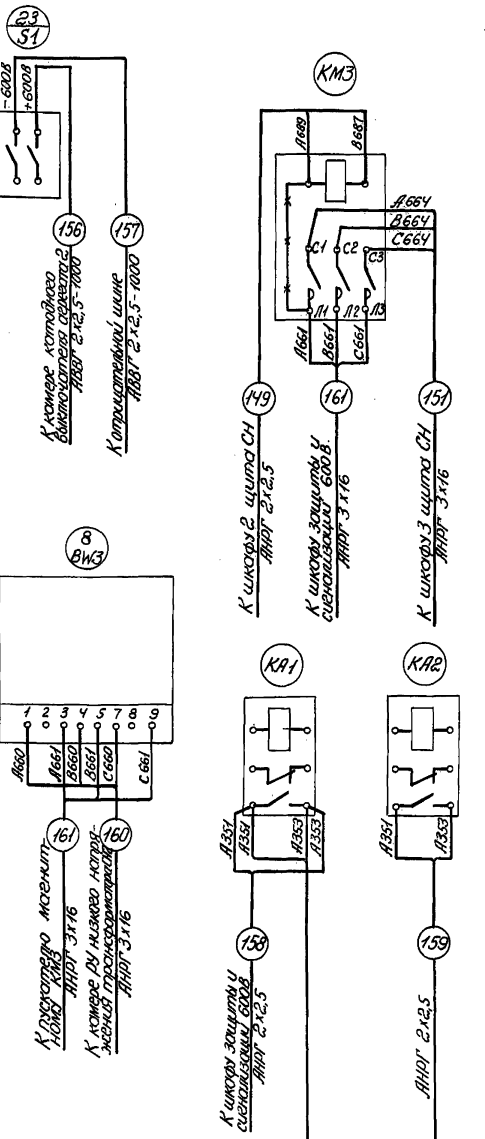 23
S1
-600В
+600В
156
157
К камере катодного
выключателя агрегата 2
АВВГ 2х2,5-1000
К отрицательной шине
АВВГ 2х2,5-1000
КМ3
А689
В687
А664
В664
С664
С1
С2
С3
Л1
Л2
Л3
А661
В661
С661
149
161
151
К шкафу 2 щита СН
АНРГ 2х2,5
К шкафу защиты и
сигнализации 600В.
АНРГ 3х16
К шкафу 3 щита СН
АНРГ 3х16
8
BW3
1 2 3 4 5 7 8 9
А660
А661
В660
В661
С660
С661
161
160
К пускателю магнит-
ному КМ3
АНРГ 3х16
К камере РУ низкого напря-
жения трансформатора
АНРГ 3х16
КА1
А351
А351
А353
А353
158
К шкафу защиты и
сигнализации 600В
АНРГ 2х2,5
КА2
А351
А353
159
АНРГ 2х2,5